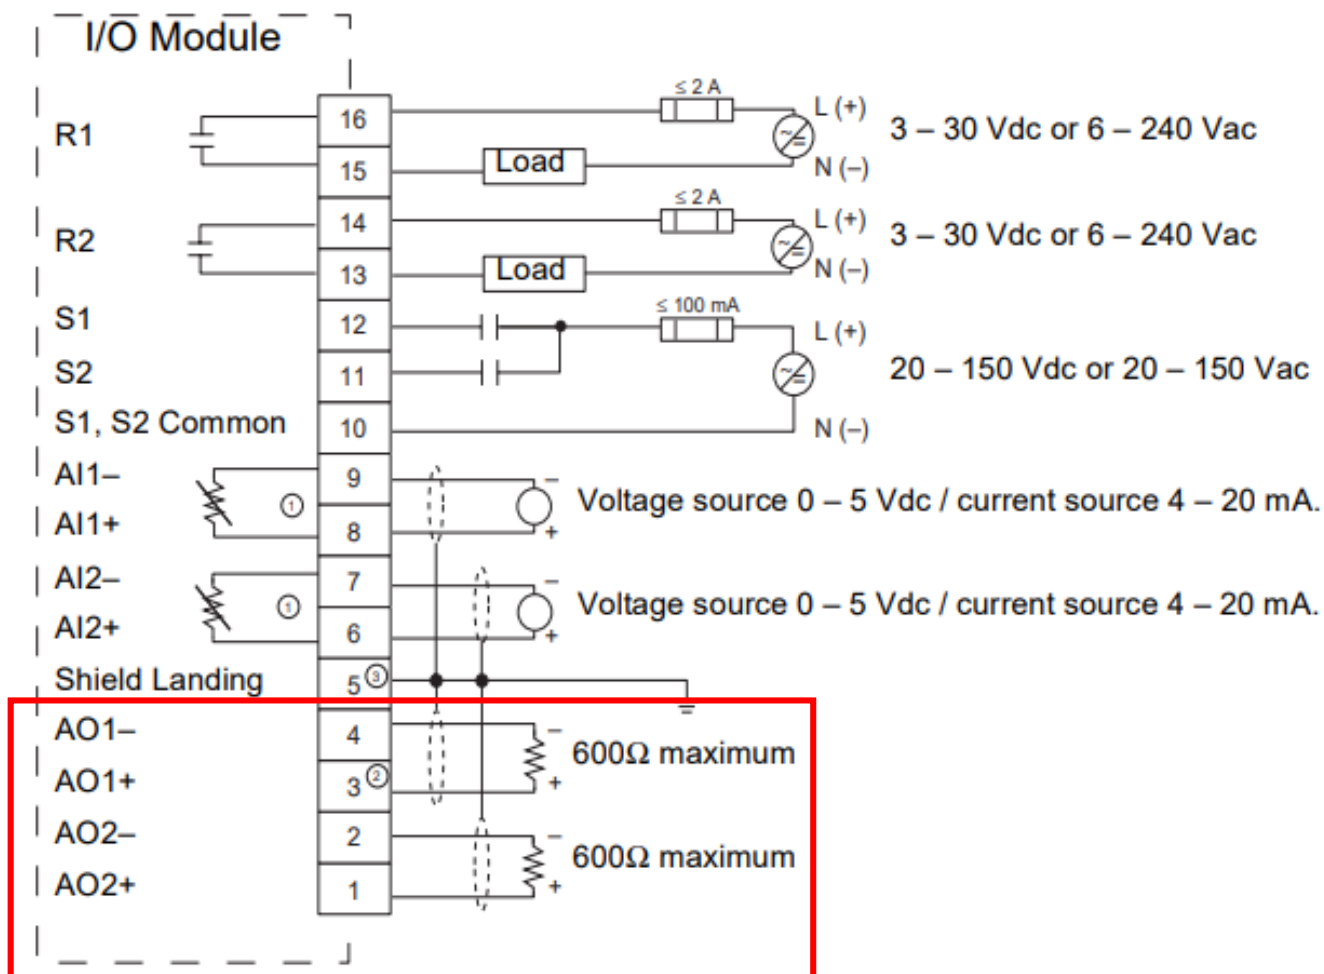 I/O Module
≤ 2 A
R1 16 L (+) 3 – 30 Vdc or 6 – 240 Vac
15 Load N (–)
≤ 2 A
R2 14 L (+) 3 – 30 Vdc or 6 – 240 Vac
13 Load N (–)
≤ 100 mA
S1 12 L (+)
S2 11 20 – 150 Vdc or 20 – 150 Vac
S1, S2 Common 10 N (–)
AI1– 9 – Voltage source 0 – 5 Vdc / current source 4 – 20 mA.
①
AI1+ 8 +
AI2– 7 – Voltage source 0 – 5 Vdc / current source 4 – 20 mA.
①
AI2+ 6 +
Shield Landing 5 ③
AO1– 4 – 600Ω maximum
AO1+ 3 ② +
AO2– 2 – 600Ω maximum
AO2+ 1 +